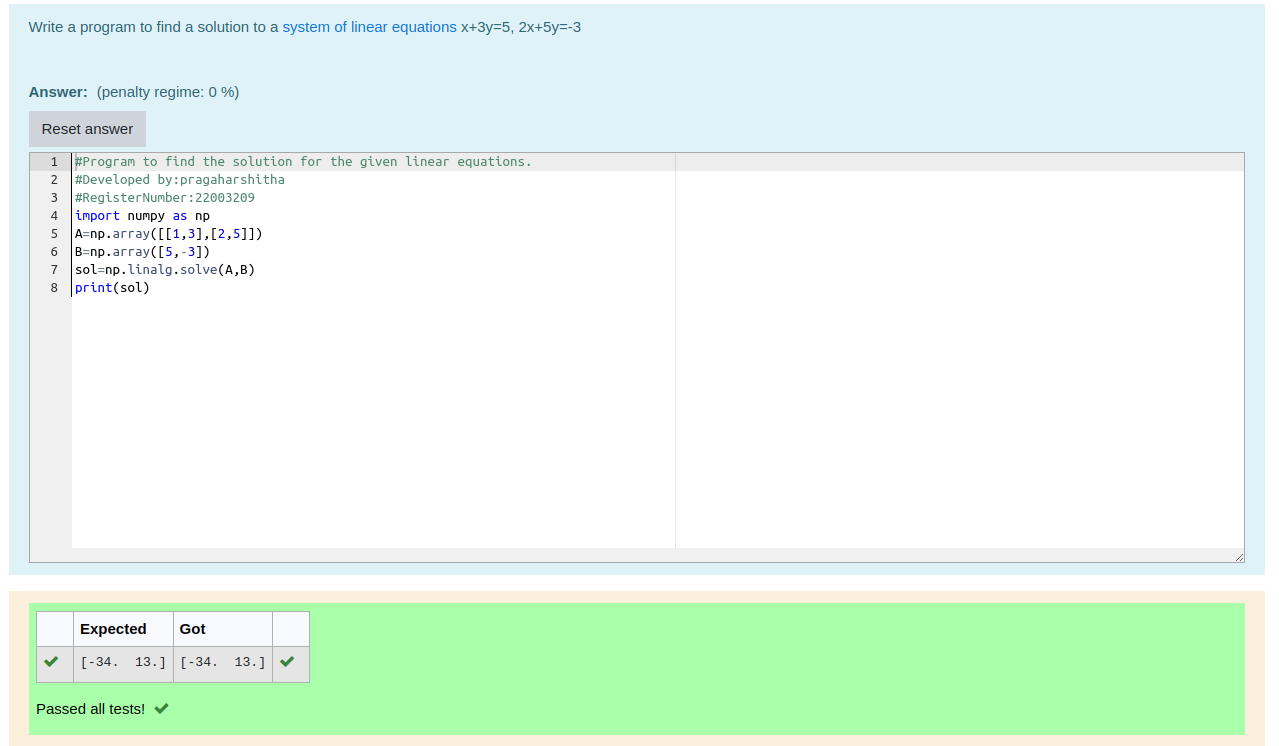 Write a program to find a solution to a system of linear equations x+3y=5, 2x+5y=-3
Answer: (penalty regime: 0 %)
Reset answer
1 #Program to find the solution for the given linear equations.
2 #Developed by:pragaharshitha
3 #RegisterNumber:22003209
4 import numpy as np
5 A=np.array([[1,3],[2,5]])
6 B=np.array([5,-3])
7 sol=np.linalg.solve(A,B)
8 print(sol)
Expected Got
[-34.  13.] [-34.  13.]
Passed all tests!